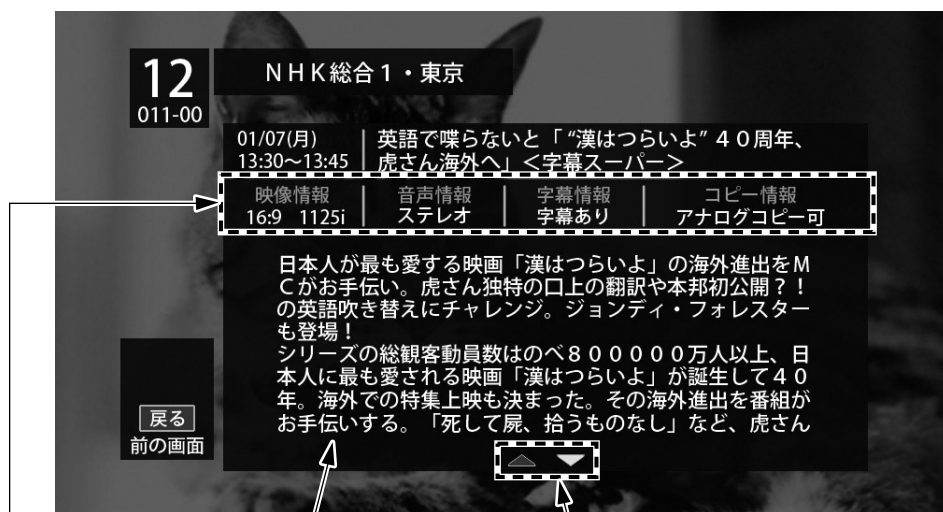 12
011-00
NHK総合1・東京
01/07(月)
13:30〜13:45
英語で喋らないと「“漢はつらいよ”40周年、
虎さん海外へ」<字幕スーパー>
映像情報
16:9 1125i
音声情報
ステレオ
字幕情報
字幕あり
コピー情報
アナログコピー可
日本人が最も愛する映画「漢はつらいよ」の海外進出をM
Cがお手伝い。虎さん独特の口上の翻訳や本邦初公開?!
の英語吹き替えにチャレンジ。ジョンディ・フォレスター
も登場!
シリーズの総観客動員数はのべ800000万人以上、日
本人に最も愛される映画「漢はつらいよ」が誕生して40
年。海外での特集上映も決まった。その海外進出を番組が
お手伝いする。「死して屍、拾うものなし」など、虎さん
戻る
前の画面